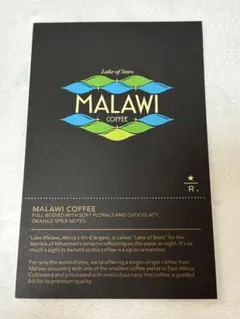 Lake of Stars
MALAWI
COFFEE
★
R™
MALAWI COFFEE
FULL BODIED WITH SOFT FLORALS AND CHOCOLATY,
ORANGE SPICE NOTES
"Lake Malawi, Africa's third largest, is called "Lake of Stars" for the
of fishermen's lanterns reflecting on the water at night. It's as
much a sight to behold as this coffee is a sip to remember.
For only the second time, we're offering a single-origin coffee from
Malawi, a country with one of the smallest coffee yields in East Africa.
Cultivated and processed with meticulous care, this coffee is graded
AA for its premium quality.